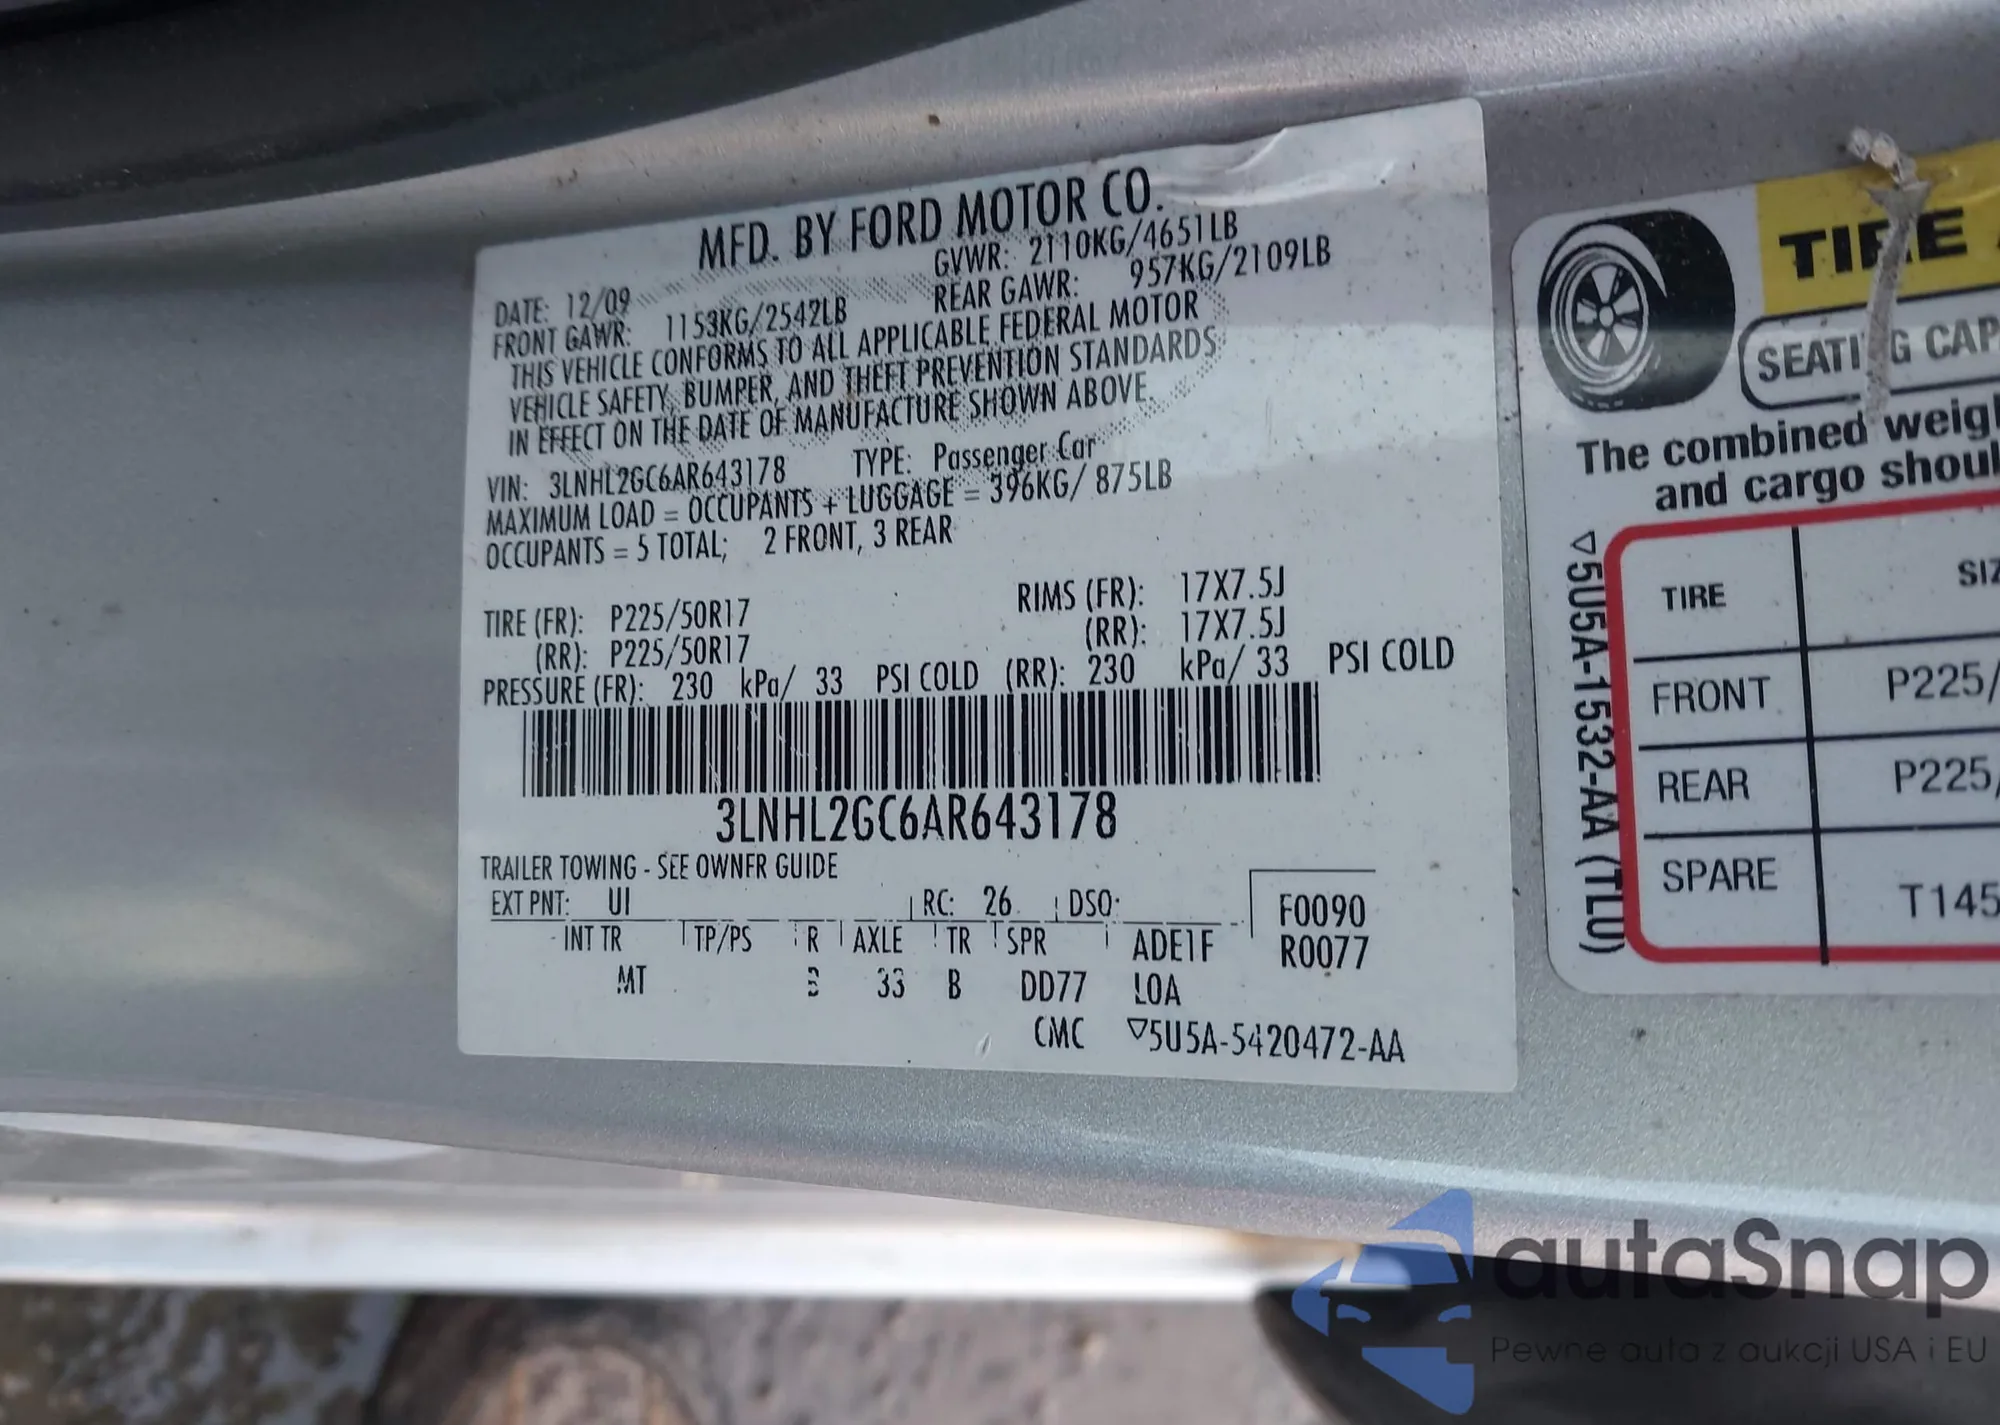 MFD. BY FORD MOTOR CO.
DATE: 12/09 GVWR: 2110KG/4651LB
FRONT GAWR: 1153KG/2542LB REAR GAWR: 957KG/2109LB
THIS VEHICLE CONFORMS TO ALL APPLICABLE FEDERAL MOTOR
VEHICLE SAFETY, BUMPER, AND THEFT PREVENTION STANDARDS
IN EFFECT ON THE DATE OF MANUFACTURE SHOWN ABOVE.
VIN: 3LNHL2GC6AR643178 TYPE: Passenger Car
MAXIMUM LOAD = OCCUPANTS + LUGGAGE = 396KG/ 875LB
OCCUPANTS = 5 TOTAL; 2 FRONT, 3 REAR
TIRE (FR): P225/50R17 RIMS (FR): 17X7.5J
(RR): P225/50R17 (RR): 17X7.5J
PRESSURE (FR): 230 kPa/ 33 PSI COLD (RR): 230 kPa/ 33 PSI COLD
3LNHL2GC6AR643178
TRAILER TOWING - SEE OWNER GUIDE
EXT PNT: UI RC: 26 DSO: F0090
INT TR TP/PS R AXLE TR SPR ADE1F R0077
MT B 33 B DD77 LOA
CMC ▽5U5A-5420472-AA
TIRE
SEATING CAP
The combined weig
and cargo shoul
▽5U5A-1532-AA (TLU)
TIRE SIZ
FRONT P225/
REAR P225/
SPARE T145
autaSnap
Pewne auta z aukcji USA i EU